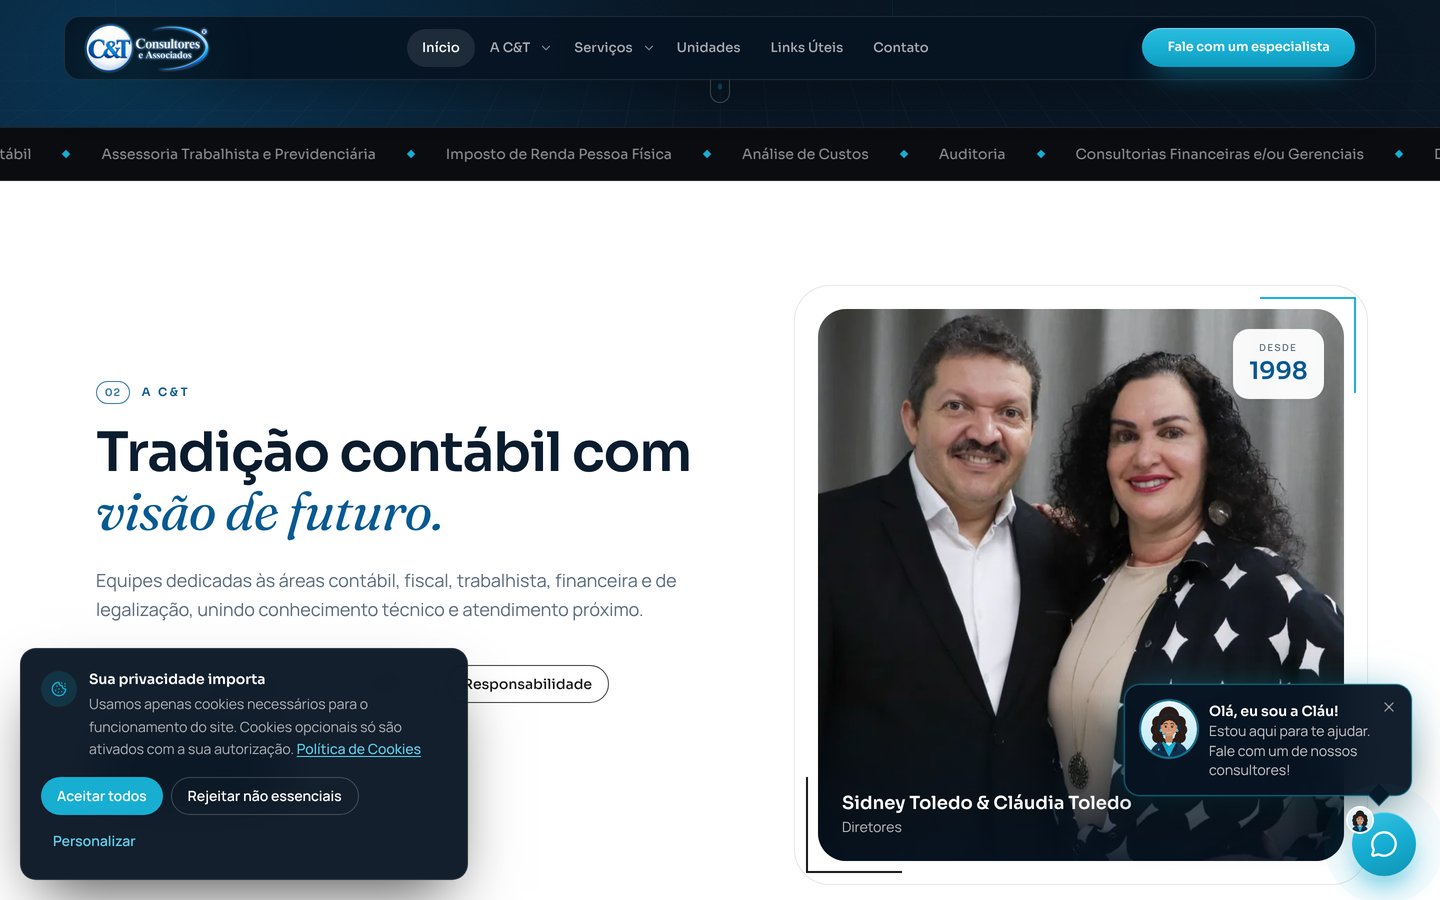 C&T Consultores
e Associados
Início
A C&T
Serviços
Unidades
Links Úteis
Contato
Fale com um especialista
tábil
Assessoria Trabalhista e Previdenciária
Imposto de Renda Pessoa Física
Análise de Custos
Auditoria
Consultorias Financeiras e/ou Gerenciais
02
A C&T
Tradição contábil com
visão de futuro.
Equipes dedicadas às áreas contábil, fiscal, trabalhista, financeira e de
legalização, unindo conhecimento técnico e atendimento próximo.
Responsabilidade
DESDE
1998
Sidney Toledo & Cláudia Toledo
Diretores
Sua privacidade importa
Usamos apenas cookies necessários para o
funcionamento do site. Cookies opcionais só são
ativados com a sua autorização. Política de Cookies
Aceitar todos
Rejeitar não essenciais
Personalizar
Olá, eu sou a Cláu!
Estou aqui para te ajudar.
Fale com um de nossos
consultores!